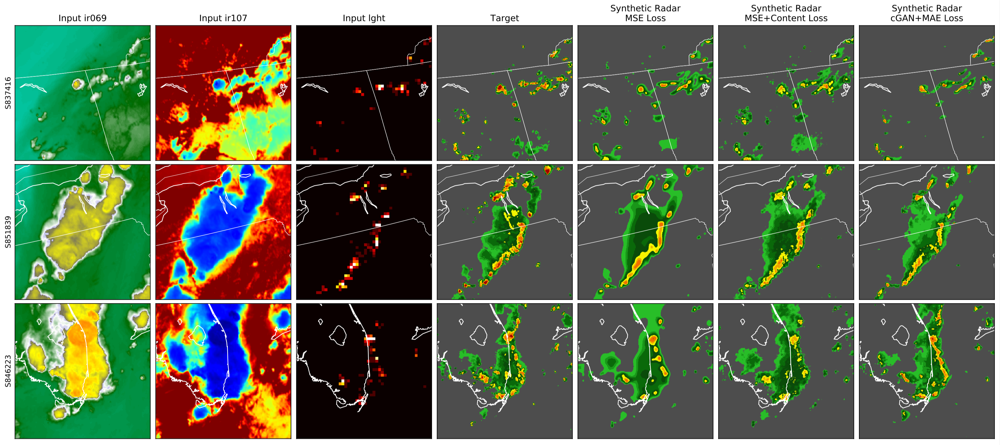 Input ir069
Input ir107
Input lght
Target
Synthetic Radar
MSE Loss
Synthetic Radar
MSE+Content Loss
Synthetic Radar
cGAN+MAE Loss
S837416
S851839
S846223